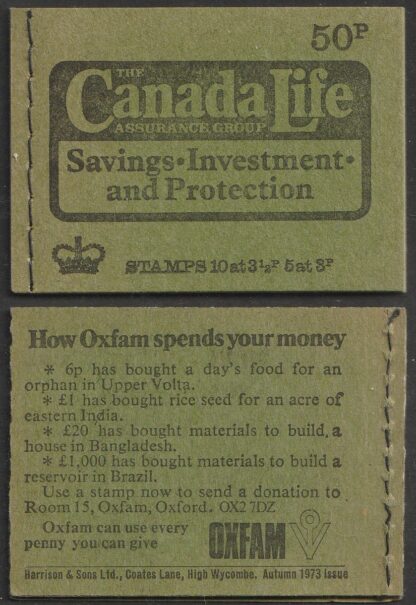 50P
THE
Canada Life
ASSURANCE GROUP
Savings·Investment·
and Protection
STAMPS 10 at 3½P 5 at 3P
How Oxfam spends your money
* 6p has bought a day's food for an
orphan in Upper Volta.
* £1 has bought rice seed for an acre of
eastern India.
* £20 has bought materials to build a
house in Bangladesh.
* £1,000 has bought materials to build a
reservoir in Brazil.
Use a stamp now to send a donation to
Room 15, Oxfam, Oxford. OX2 7DZ
Oxfam can use every
penny you can give
OXFAM
Harrison & Sons Ltd., Coates Lane, High Wycombe. Autumn 1973 issue